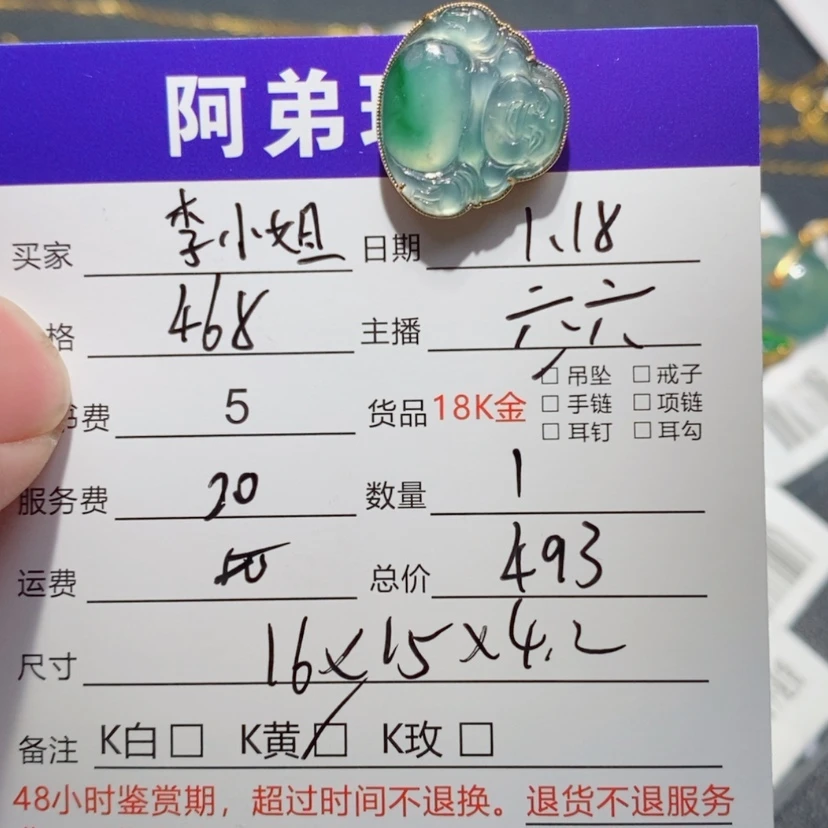 阿弟
买家 李小姐 日期 1.18
格 468 主播 六六
书费 5 货品 18K金 □ 吊坠 □ 戒子
□ 手链 □ 项链
□ 耳钉 □ 耳勾
服务费 20 数量 1
运费 总价 493
尺寸 16×15×4.2
备注 K白 □ K黄 □ K玫 □
48小时鉴赏期，超过时间不退换。退货不退服务